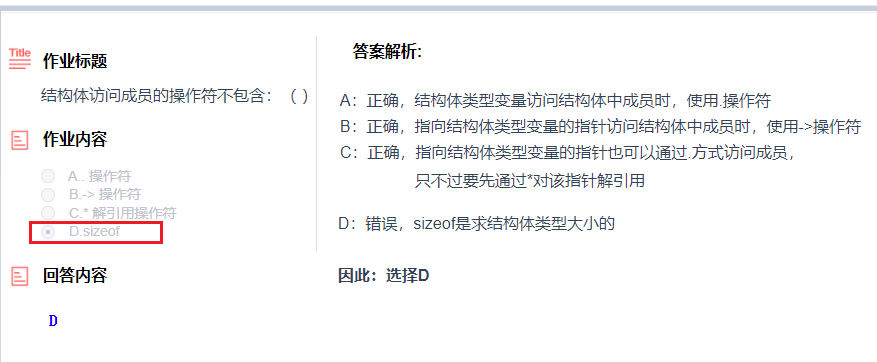 Title
作业标题
结构体访问成员的操作符不包含：（ ）
作业内容
A.. 操作符
B.-> 操作符
C.* 解引用操作符
D.sizeof
回答内容
D
答案解析:
A：正确，结构体类型变量访问结构体中成员时，使用.操作符
B：正确，指向结构体类型变量的指针访问结构体中成员时，使用->操作符
C：正确，指向结构体类型变量的指针也可以通过.方式访问成员，
只不过要先通过*对该指针解引用
D：错误，sizeof是求结构体类型大小的
因此：选择D